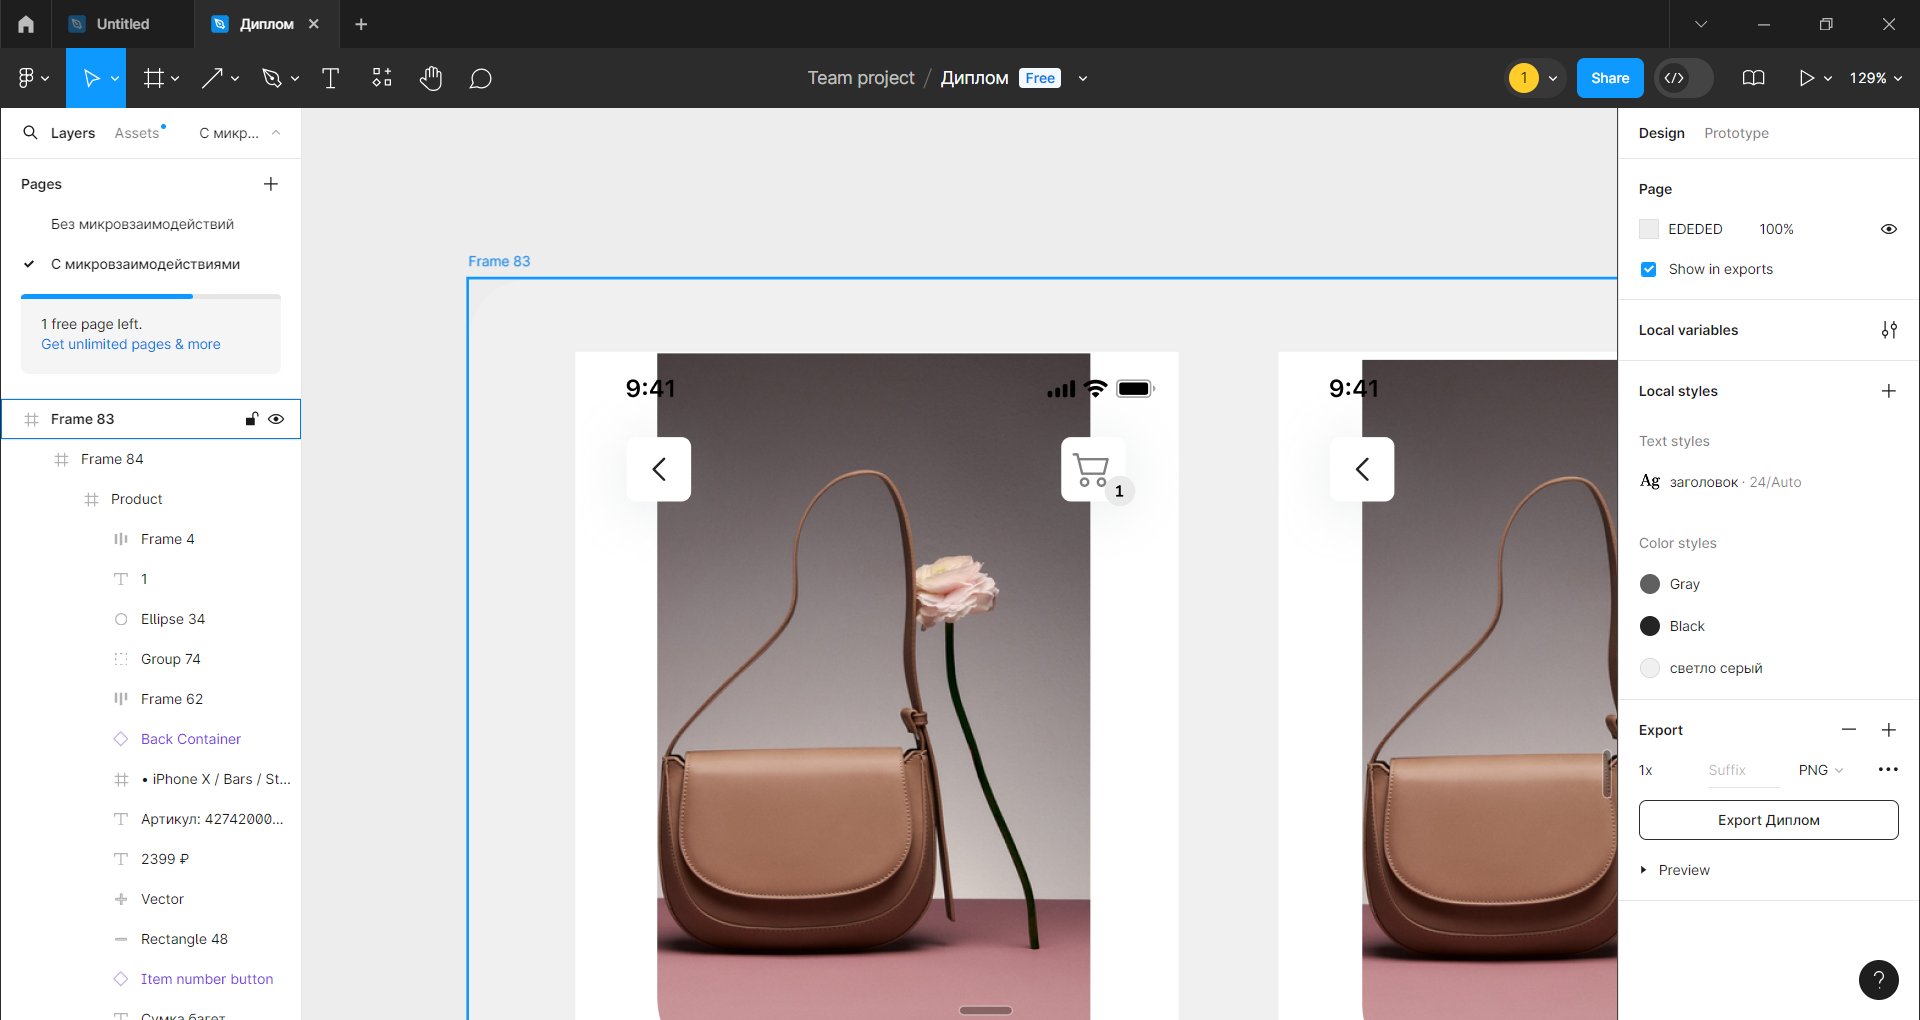 Untitled
Диплом
Team project / Диплом Free
1
Share
129%
Layers
Assets
С микр...
Pages
Без микровзаимодействий
С микровзаимодействиями
1 free page left.
Get unlimited pages & more
Frame 83
Frame 84
Product
Frame 4
1
Ellipse 34
Group 74
Frame 62
Back Container
• iPhone X / Bars / St...
Артикул: 42742000...
2399 ₽
Vector
Rectangle 48
Item number button
Сумка багет
Frame 83
9:41
1
9:41
Design
Prototype
Page
EDEDED 100%
Show in exports
Local variables
Local styles
Text styles
Ag заголовок · 24/Auto
Color styles
Gray
Black
светло серый
Export
1x Suffix PNG
Export Диплом
Preview
?